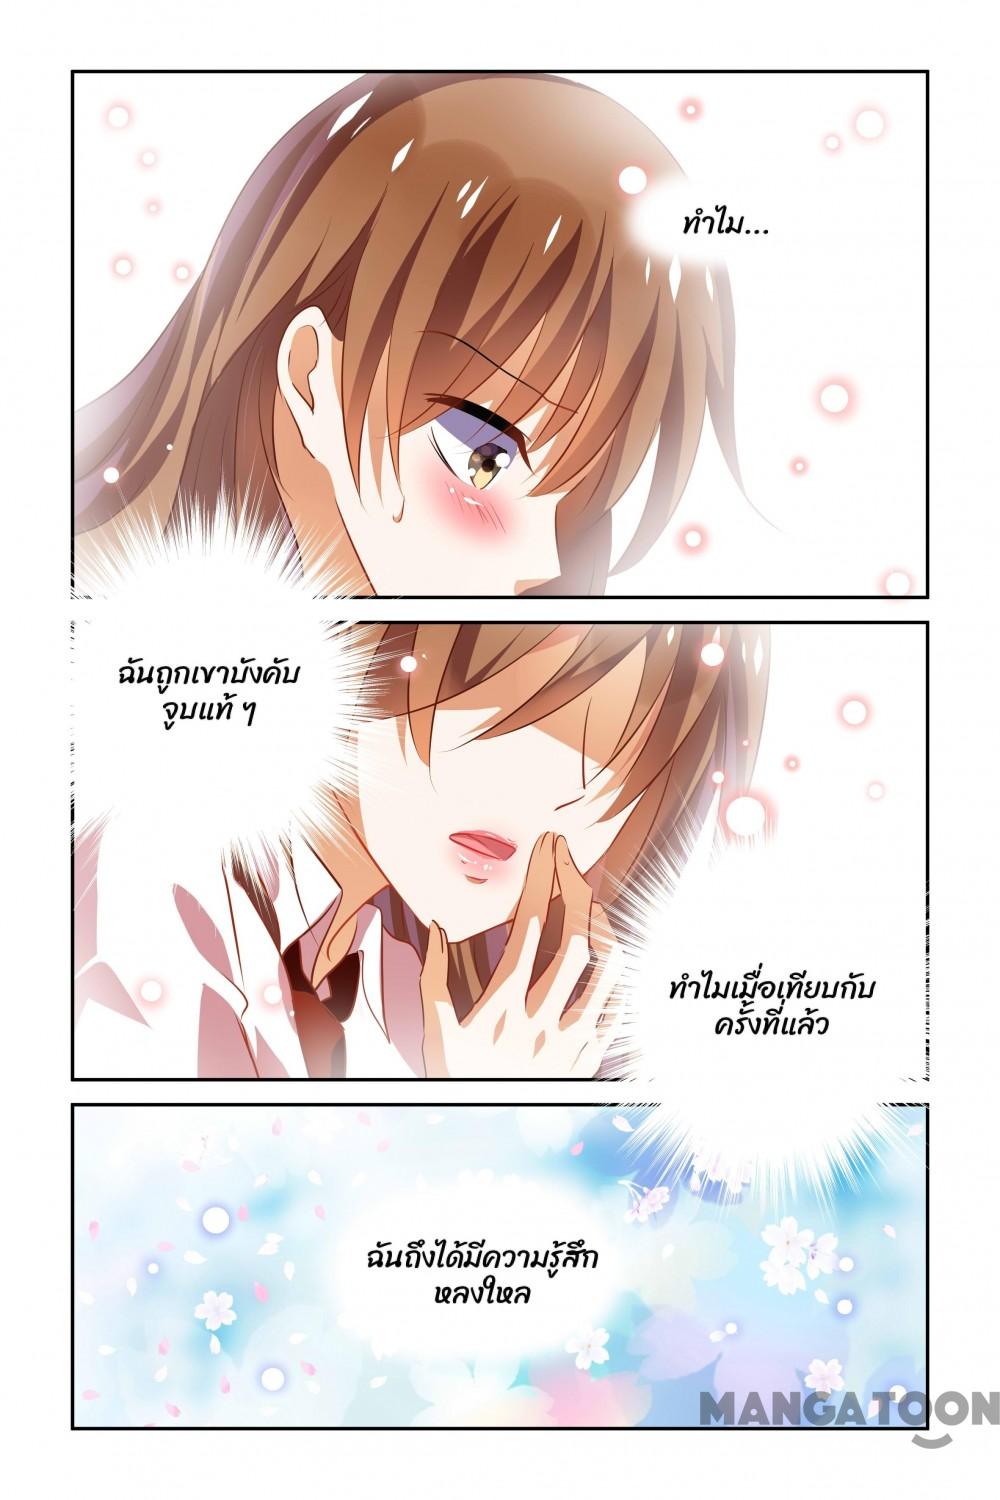 ทำไม...
ฉันถูกเขาบังคับ
จูบแท้ ๆ
ทำไมเมื่อเทียบกับ
ครั้งที่แล้ว
ฉันถึงได้มีความรู้สึก
หลงใหล
MANGATOON